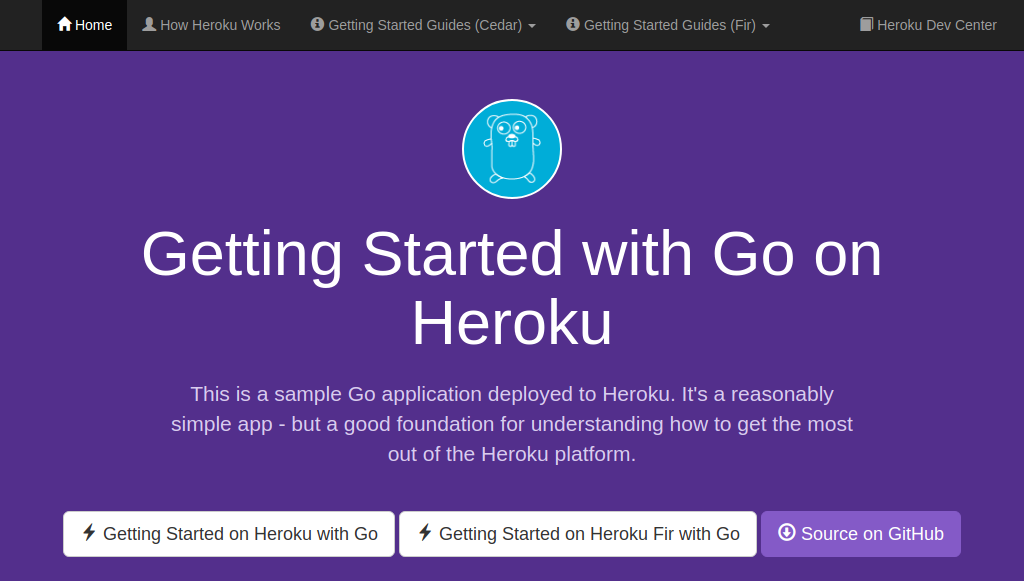 Home How Heroku Works Getting Started Guides (Cedar) Getting Started Guides (Fir) Heroku Dev Center
Getting Started with Go on
Heroku
This is a sample Go application deployed to Heroku. It's a reasonably
simple app - but a good foundation for understanding how to get the most
out of the Heroku platform.
Getting Started on Heroku with Go Getting Started on Heroku Fir with Go Source on GitHub